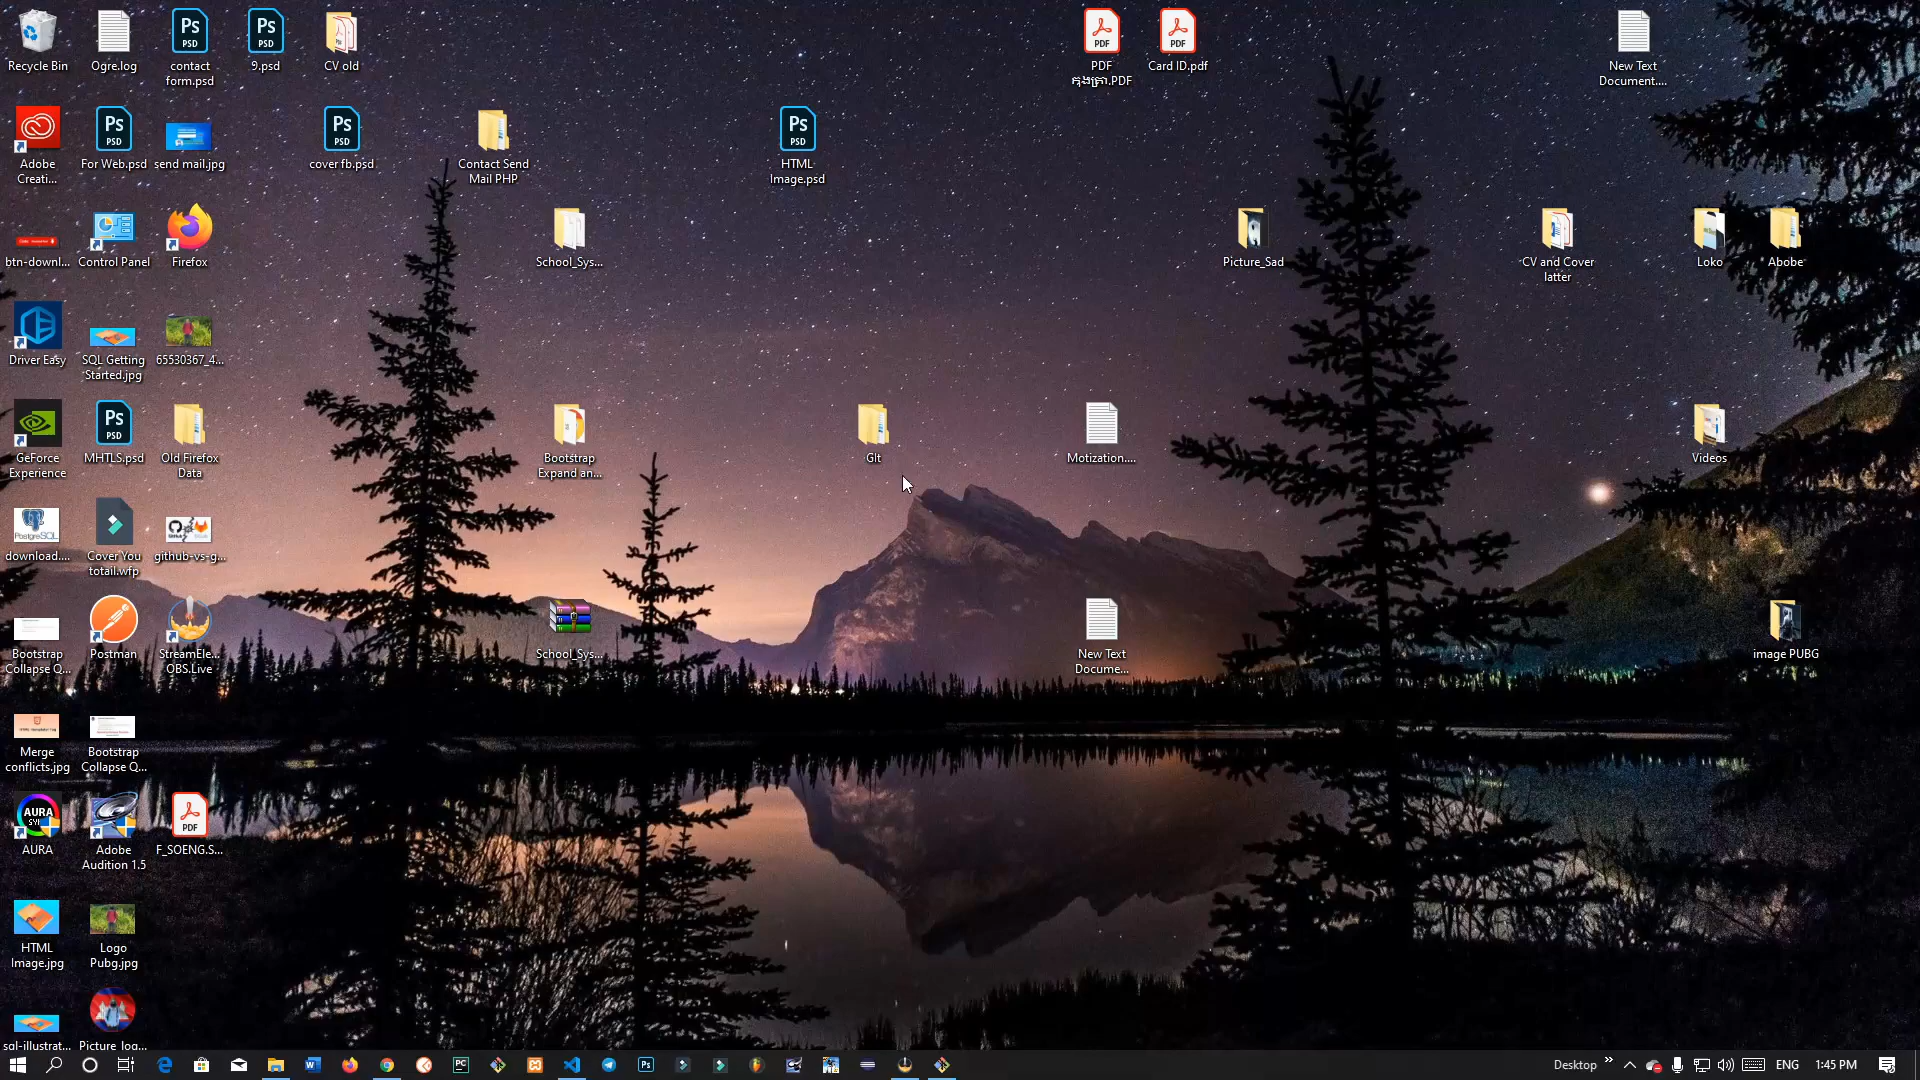 Recycle Bin
Ogre.log
contact
form.psd
9.psd
CV old
PDF
កុងត្រា.PDF
Card ID.pdf
New Text
Document....
Adobe
Creati...
For Web.psd
send mail.jpg
cover fb.psd
Contact Send
Mail PHP
HTML
Image.psd
btn-downl...
Control Panel
Firefox
School_Sys...
Picture_Sad
CV and Cover
latter
Loko
Abobe
Driver Easy
SQL Getting
Started.jpg
65530367_4...
GeForce
Experience
MHTLS.psd
Old Firefox
Data
Bootstrap
Expand an...
GIt
Motization....
Videos
download....
Cover You
totail.wfp
github-vs-g...
Bootstrap
Collapse Q...
Postman
StreamEle...
OBS.Live
School_Sys...
New Text
Docume...
image PUBG
Merge
conflicts.jpg
Bootstrap
Collapse Q...
AURA
Adobe
Audition 1.5
F_SOENG.S...
HTML
Image.jpg
Logo
Pubg.jpg
sql-illustrat...
Picture_log...
Desktop
ENG
1:45 PM